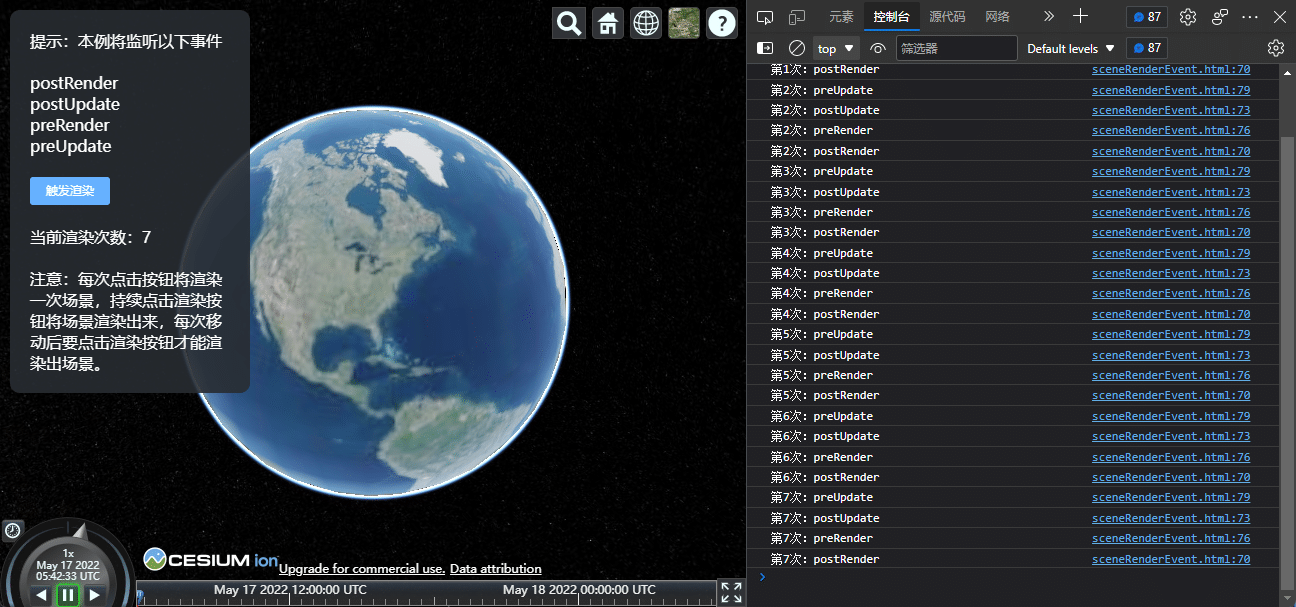 提示：本例将监听以下事件
postRender
postUpdate
preRender
preUpdate
触发渲染
当前渲染次数：7
注意：每次点击按钮将渲染
一次场景，持续点击渲染按
钮将场景渲染出来，每次移
动后要点击渲染按钮才能渲
染出场景。
?
1x
May 17 2022
05:42:33 UTC
CESIUM ion
Upgrade for commercial use. Data attribution
May 17 2022 12:00:00 UTC
May 18 2022 00:00:00 UTC
元素 控制台 源代码 网络 87
top 筛选器 Default levels 87
第1次：postRender sceneRenderEvent.html:70
第2次：preUpdate sceneRenderEvent.html:79
第2次：postUpdate sceneRenderEvent.html:73
第2次：preRender sceneRenderEvent.html:76
第2次：postRender sceneRenderEvent.html:70
第3次：preUpdate sceneRenderEvent.html:79
第3次：postUpdate sceneRenderEvent.html:73
第3次：preRender sceneRenderEvent.html:76
第3次：postRender sceneRenderEvent.html:70
第4次：preUpdate sceneRenderEvent.html:79
第4次：postUpdate sceneRenderEvent.html:73
第4次：preRender sceneRenderEvent.html:76
第4次：postRender sceneRenderEvent.html:70
第5次：preUpdate sceneRenderEvent.html:79
第5次：postUpdate sceneRenderEvent.html:73
第5次：preRender sceneRenderEvent.html:76
第5次：postRender sceneRenderEvent.html:70
第6次：preUpdate sceneRenderEvent.html:79
第6次：postUpdate sceneRenderEvent.html:73
第6次：preRender sceneRenderEvent.html:76
第6次：postRender sceneRenderEvent.html:70
第7次：preUpdate sceneRenderEvent.html:79
第7次：postUpdate sceneRenderEvent.html:73
第7次：preRender sceneRenderEvent.html:76
第7次：postRender sceneRenderEvent.html:70